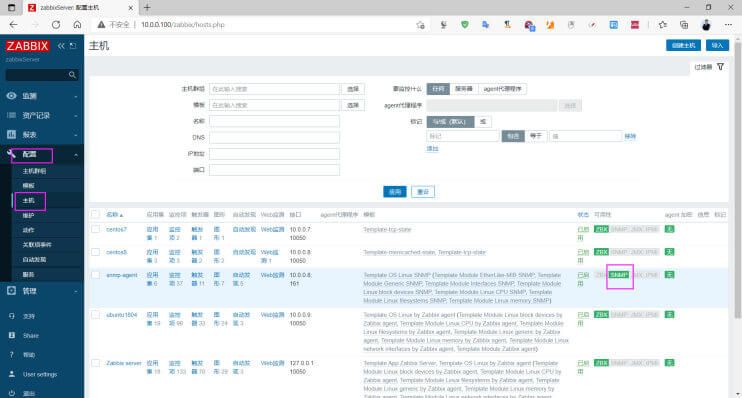 zabbixServer 配置主机
不安全 | 10.0.0.100/zabbix/hosts.php
ZABBIX
zabbixServer
监测
资产记录
报表
配置
主机群组
模板
主机
维护
动作
关联项事件
自动发现
服务
管理
支持
Share
帮助
User settings
退出
主机
创建主机
导入
过滤器
主机群组 在此输入搜索 选择
模板 在此输入搜索 选择
名称
DNS
IP地址
端口
要监控什么 任何 服务器 agent代理程序
agent代理程序 选择
标记 与/或（默认） 或
标记 包含 等于 值 移除
添加
应用 重设
名称▲ 应用集 监控项 触发器 图形 自动发现 Web监测 接口 agent代理程序 模板 状态 可用性 agent 加密 信息 标记
centos7 应用集 1 监控项 2 触发器 1 图形 1 自动发现 Web监测 10.0.0.7: 10050 Template-tcp-state 已启用 ZBX SNMP JMX IPMI 无
centos8 应用集 3 监控项 3 触发器 2 图形 2 自动发现 Web监测 1 10.0.0.8: 10050 Template-memcached-state, Template-tcp-state 已启用 ZBX SNMP JMX IPMI 无
snmp-agent 应用集 6 监控项 37 触发器 11 图形 7 自动发现 5 Web监测 10.0.0.8: 161 Template OS Linux SNMP (Template Module EtherLike-MIB SNMP, Template Module Generic SNMP, Template Module Interfaces SNMP, Template Module Linux block devices SNMP, Template Module Linux CPU SNMP, Template Module Linux filesystems SNMP, Template Module Linux memory SNMP) 已启用 ZBX SNMP JMX IPMI 无
ubuntu1804 应用集 监控项 触发器 33 图形 自动发现 3 Web监测 10.0.0.9: 10050 Template OS Linux by Zabbix agent (Template Module Linux block devices by Zabbix agent, Template Module Linux CPU by Zabbix agent, Template Module Linux filesystems by Zabbix agent, Template Module Linux generic by Zabbix agent, Template Module Linux memory by Zabbix agent, Template Module Linux network interfaces by Zabbix agent, Template Module Zabbix agent) 已启用 ZBX SNMP JMX IPMI 无
Zabbix server 应用集 监控项 触发器 图形 自动发现 3 Web监测 127.0.0.1: 10050 Template App Zabbix Server, Template OS Linux by Zabbix agent (Template Module Linux block devices by Zabbix agent, Template Module Linux CPU by Zabbix agent, Template Module Linux filesystems by Zabbix agent, Template Module Linux generic by Zabbix agent, Template Module Linux memory by Zabbix agent, Template Module 已启用 ZBX SNMP JMX IPMI 无